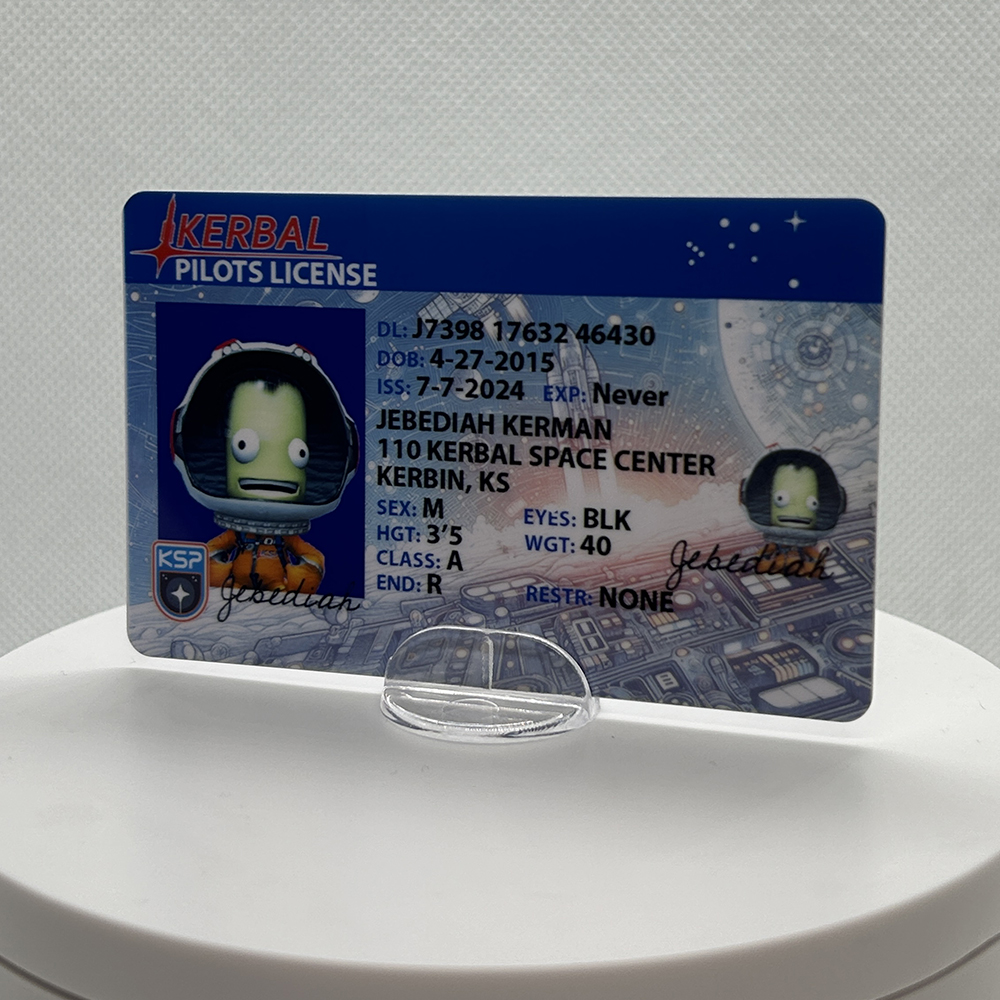 KERBAL
PILOTS LICENSE
DL: J7398 17632 46430
DOB: 4-27-2015
ISS: 7-7-2024 EXP: Never
JEBEDIAH KERMAN
110 KERBAL SPACE CENTER
KERBIN, KS
SEX: M EYES: BLK
HGT: 3'5 WGT: 40
CLASS: A
END: R RESTR: NONE
KSP
Jebediah
Jebediah